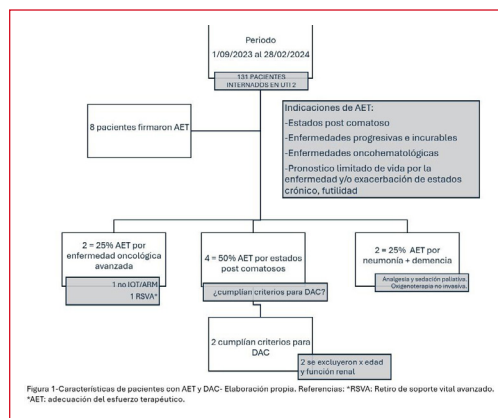 Periodo
1/09/2023 al 28/02/2024
131 PACIENTES
INTERNADOS EN UTI 2
8 pacientes firmaron AET
Indicaciones de AET:
-Estados post comatoso
-Enfermedades progresivas e incurables
-Enfermedades oncohematológicas
-Pronostico limitado de vida por la
enfermedad y/o exacerbación de estados
crónico, futilidad
2 = 25% AET por
enfermedad oncológica
avanzada
1 no IOT/ARM
1 RSVA*
4 = 50% AET por estados
post comatosos
¿cumplían criterios para DAC?
2 = 25% AET por
neumonía + demencia
Analgesia y sedación paliativa.
Oxigenoterapia no invasiva.
2 cumplían criterios para
DAC
2 se excluyeron x edad
y función renal
Figura 1-Características de pacientes con AET y DAC- Elaboración propia. Referencias: *RSVA: Retiro de soporte vital avanzado.
*AET: adecuación del esfuerzo terapéutico.